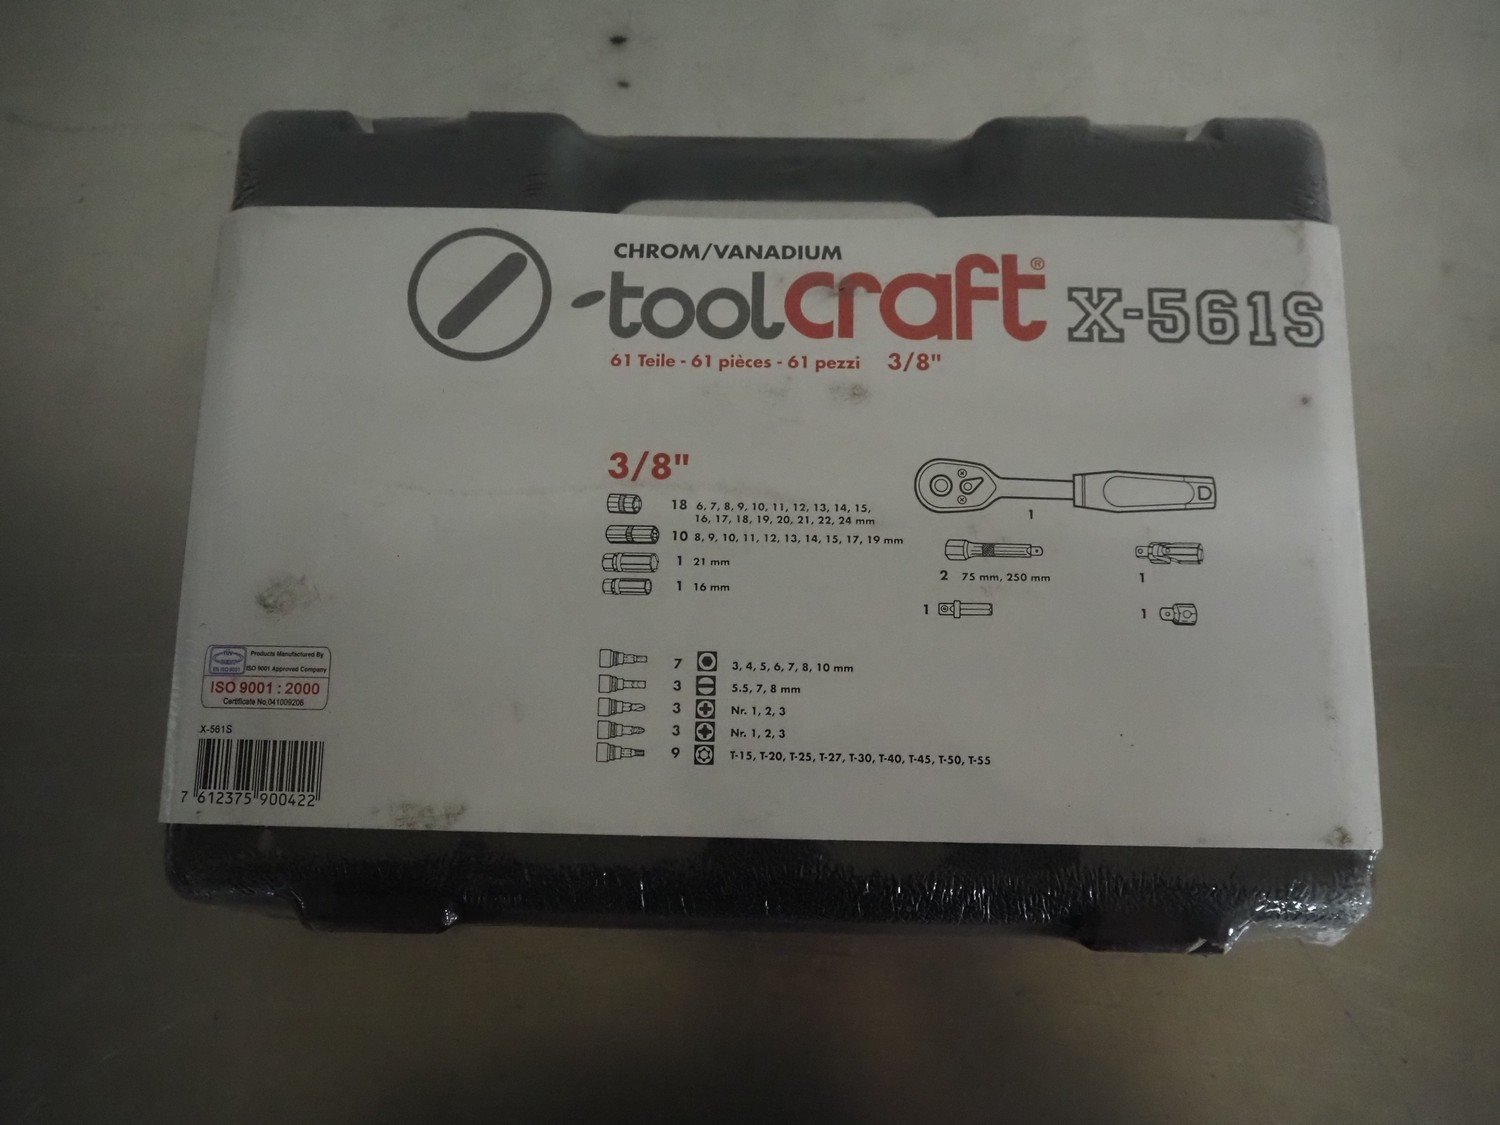 CHROM/VANADIUM
toolcraft® X-561S
61 Teile - 61 pièces - 61 pezzi 3/8"
3/8"
18 6, 7, 8, 9, 10, 11, 12, 13, 14, 15,
16, 17, 18, 19, 20, 21, 22, 24 mm
10 8, 9, 10, 11, 12, 13, 14, 15, 17, 19 mm
1 21 mm
1 16 mm
1
2 75 mm, 250 mm
1
1
1
7 3, 4, 5, 6, 7, 8, 10 mm
3 5.5, 7, 8 mm
3 Nr. 1, 2, 3
3 Nr. 1, 2, 3
9 T-15, T-20, T-25, T-27, T-30, T-40, T-45, T-50, T-55
Products Manufactured By
EN ISO 9001
ISO 9001 Approved Company
ISO 9001 : 2000
Certificate No.041009206
X-561S
7 612375 900422